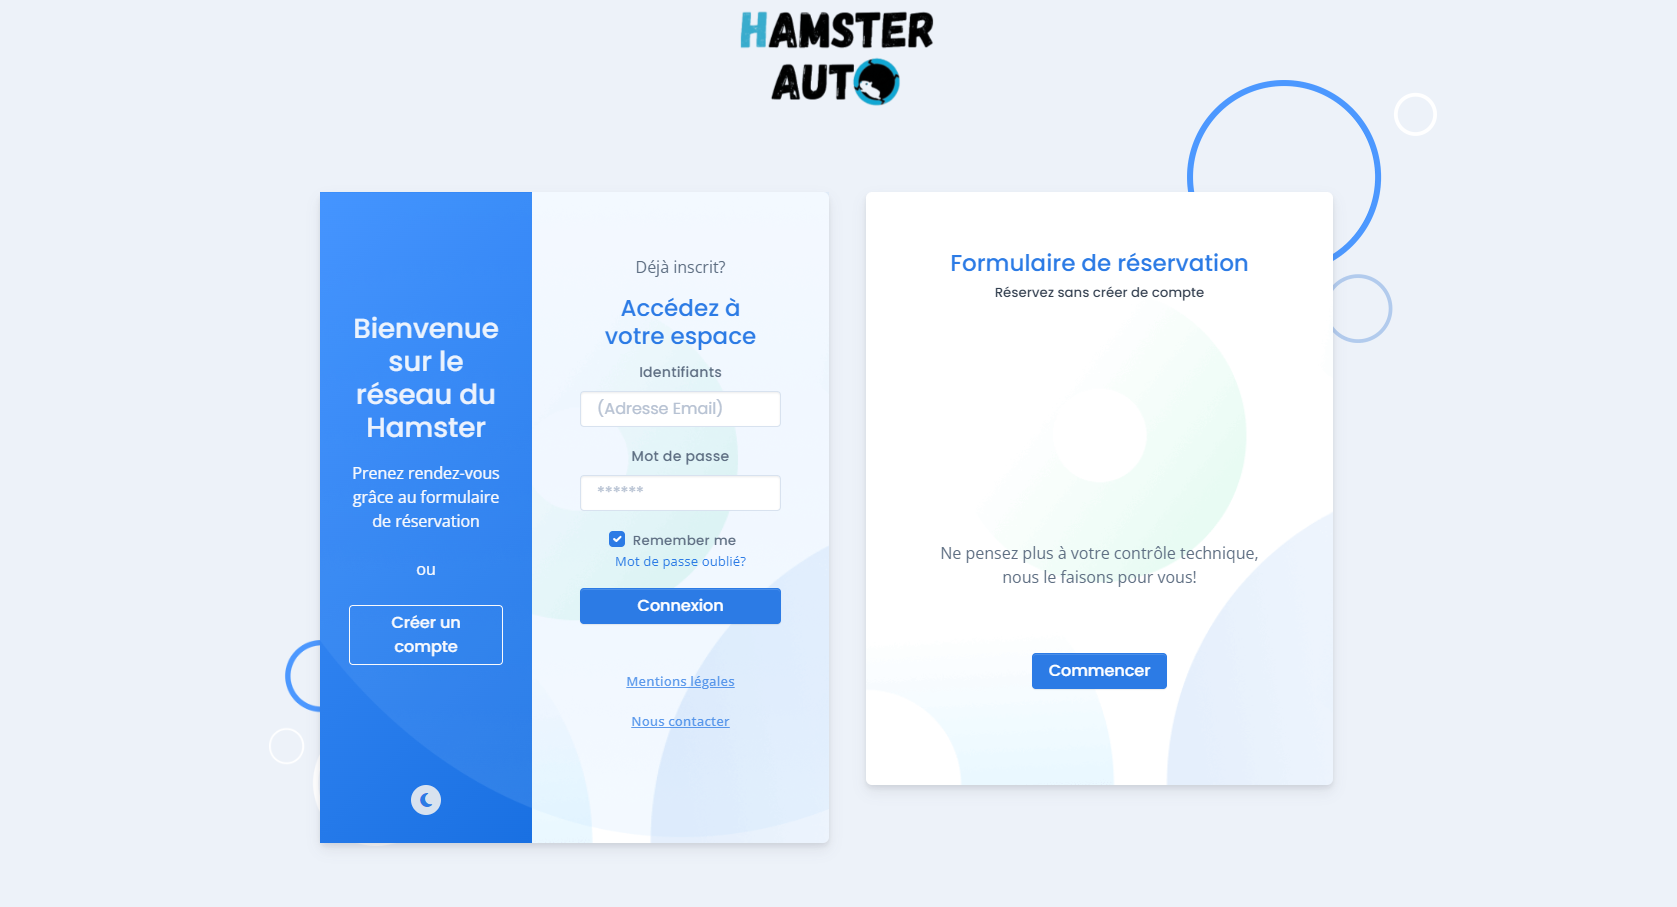 HAMSTER
AUTO
Bienvenue
sur le
réseau du
Hamster
Prenez rendez-vous
grâce au formulaire
de réservation
ou
Créer un
compte
Déjà inscrit?
Accédez à
votre espace
Identifiants
(Adresse Email)
Mot de passe
******
Remember me
Mot de passe oublié?
Connexion
Mentions légales
Nous contacter
Formulaire de réservation
Réservez sans créer de compte
Ne pensez plus à votre contrôle technique,
nous le faisons pour vous!
Commencer